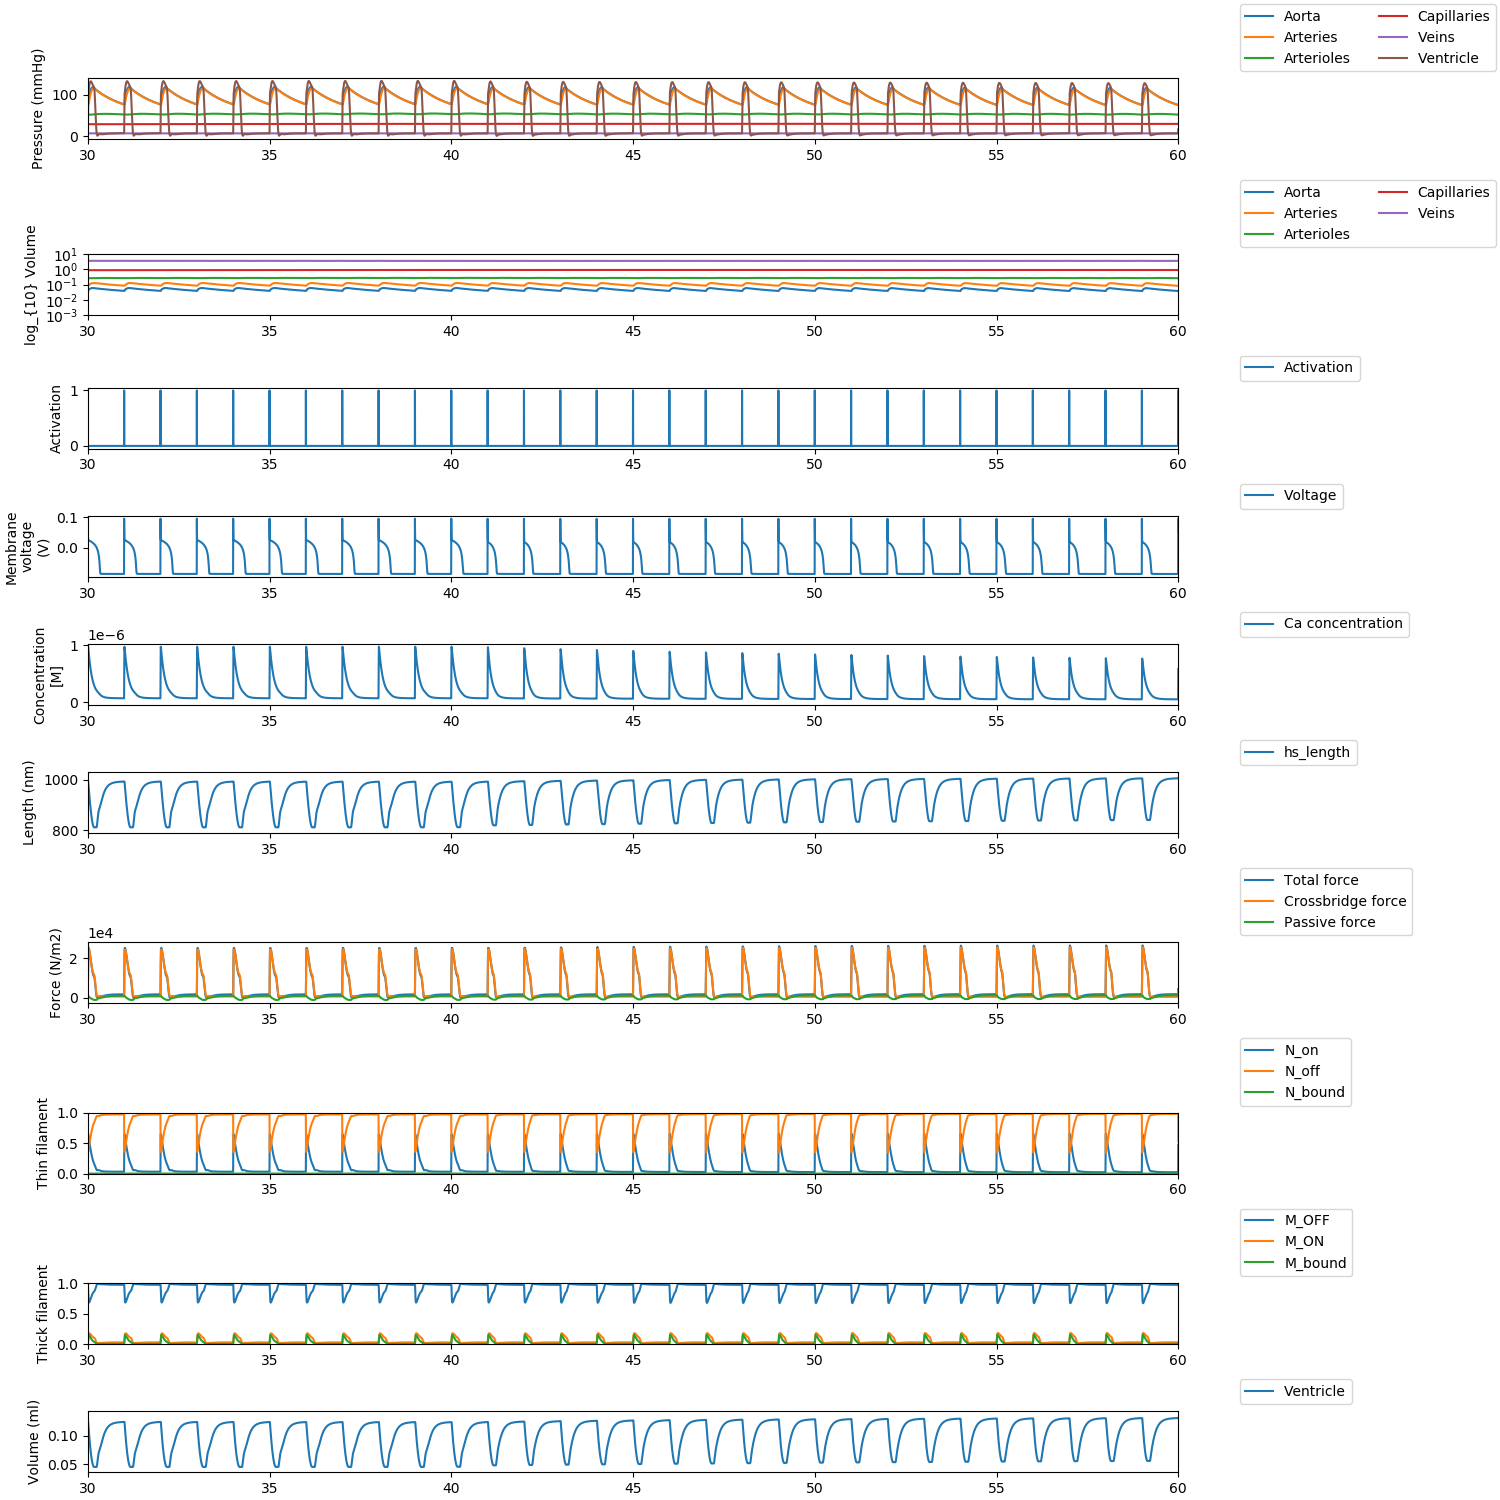 Aorta
Arteries
Arterioles
Capillaries
Veins
Ventricle
Pressure (mmHg)
100
0
30 35 40 45 50 55 60
Aorta
Arteries
Arterioles
Capillaries
Veins
log_{10} Volume
10¹
10⁰
10⁻¹
10⁻²
10⁻³
30 35 40 45 50 55 60
Activation
Activation
1
0
30 35 40 45 50 55 60
Voltage
Membrane
voltage
(V)
0.1
0.0
30 35 40 45 50 55 60
Ca concentration
Concentration
[M]
1e−6
1
0
30 35 40 45 50 55 60
hs_length
Length (nm)
1000
800
30 35 40 45 50 55 60
Total force
Crossbridge force
Passive force
Force (N/m2)
1e4
2
0
30 35 40 45 50 55 60
N_on
N_off
N_bound
Thin filament
1.0
0.5
0.0
30 35 40 45 50 55 60
M_OFF
M_ON
M_bound
Thick filament
1.0
0.5
0.0
30 35 40 45 50 55 60
Ventricle
Volume (ml)
0.10
0.05
30 35 40 45 50 55 60